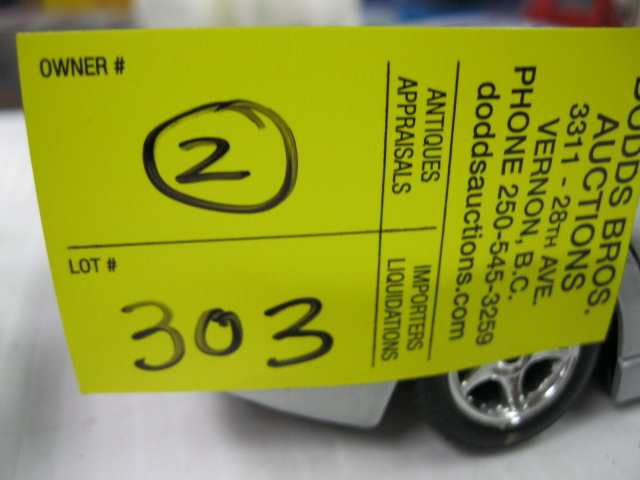 OWNER #
2
LOT #
303
ANTIQUES
APPRAISALS
IMPORTERS
LIQUIDATIONS
DODDS BROS.
AUCTIONS
3311 - 28TH AVE.
VERNON, B.C.
PHONE 250-545-3259
doddsauctions.com